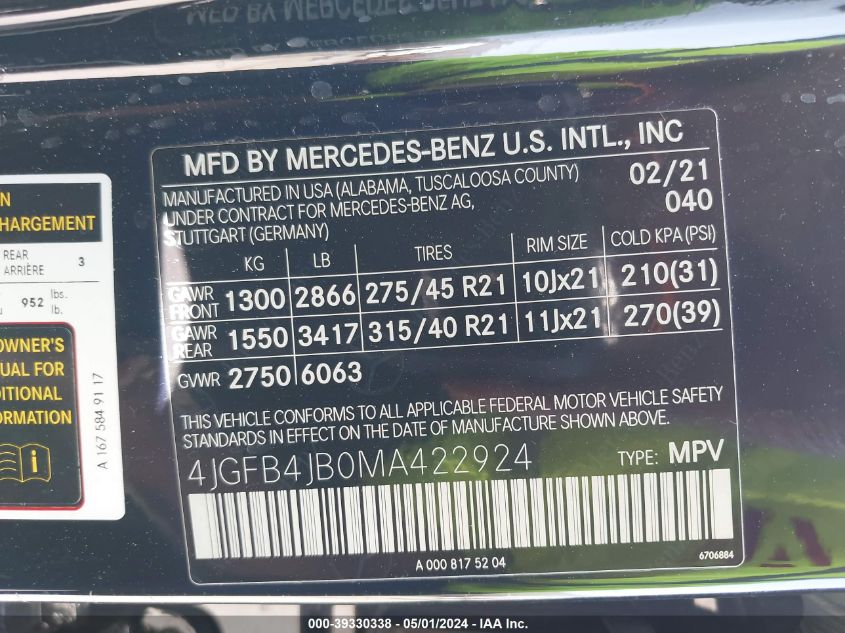 MFD BY MERCEDES-BENZ U.S. INTL., INC
MANUFACTURED IN USA (ALABAMA, TUSCALOOSA COUNTY) 02/21
UNDER CONTRACT FOR MERCEDES-BENZ AG, 040
STUTTGART (GERMANY)
KG LB TIRES RIM SIZE COLD KPA (PSI)
GAWR FRONT 1300 2866 275/45 R21 10Jx21 210(31)
GAWR REAR 1550 3417 315/40 R21 11Jx21 270(39)
GVWR 2750 6063
THIS VEHICLE CONFORMS TO ALL APPLICABLE FEDERAL MOTOR VEHICLE SAFETY
STANDARDS IN EFFECT ON THE DATE OF MANUFACTURE SHOWN ABOVE.
4JGFB4JB0MA422924 TYPE: MPV
A 000 817 52 04
6706884
REAR
ARRIÈRE 3
952 lbs.
lb.
OWNER'S
FOR
A 167 584 91 17
000-39330338 - 05/01/2024 - 1SCO - IAA Inc.